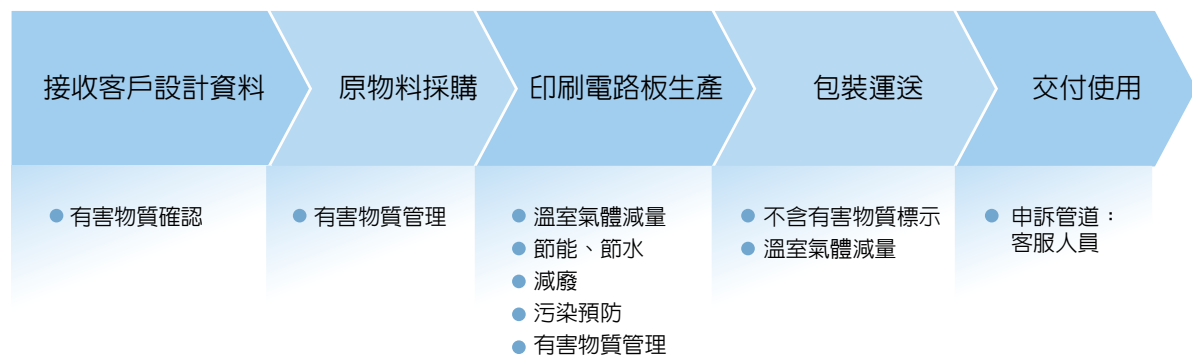 接收客戶設計資料
原物料採購
印刷電路板生產
包裝運送
交付使用
有害物質確認
有害物質管理
溫室氣體減量
節能、節水
減廢
污染預防
有害物質管理
不含有害物質標示
溫室氣體減量
申訴管道：
客服人員